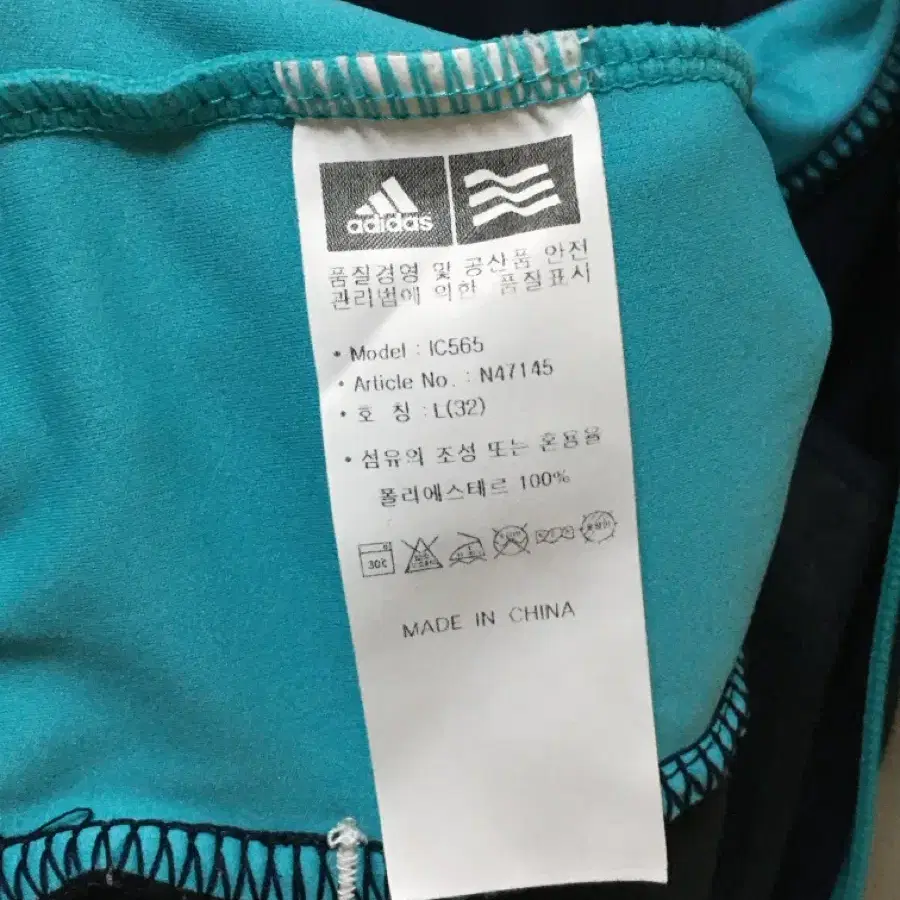 adidas
품질경영 및 공산품 안전
관리법에 의한 품질표시
• Model : IC565
• Article No. : N47145
• 호 칭 : L(32)
• 섬유의 조성 또는 혼용율
폴리에스테르 100%
30℃
MADE IN CHINA